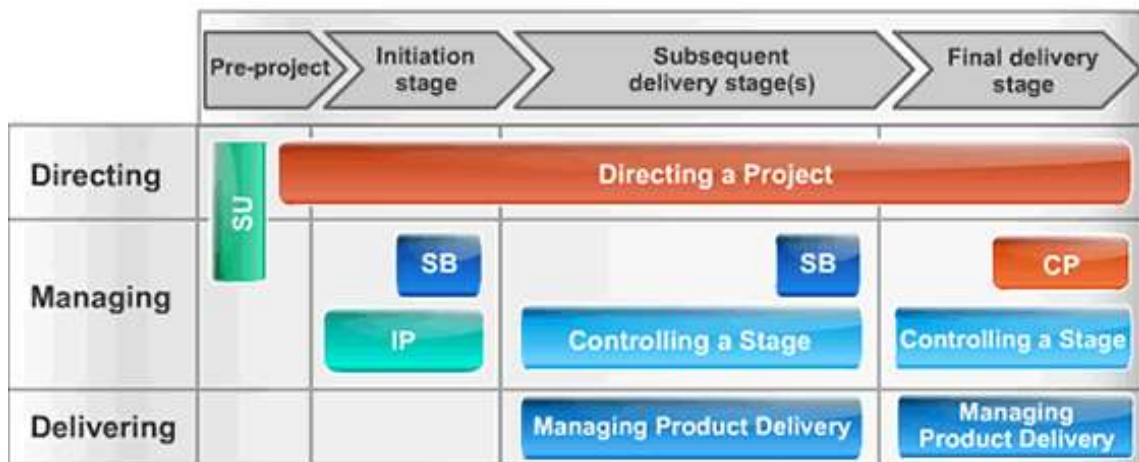 Pre-project
Initiation
stage
Subsequent
delivery stage(s)
Final delivery
stage
Directing
SU
Directing a Project
Managing
SB
SB
CP
IP
Controlling a Stage
Controlling a Stage
Delivering
Managing Product Delivery
Managing
Product Delivery